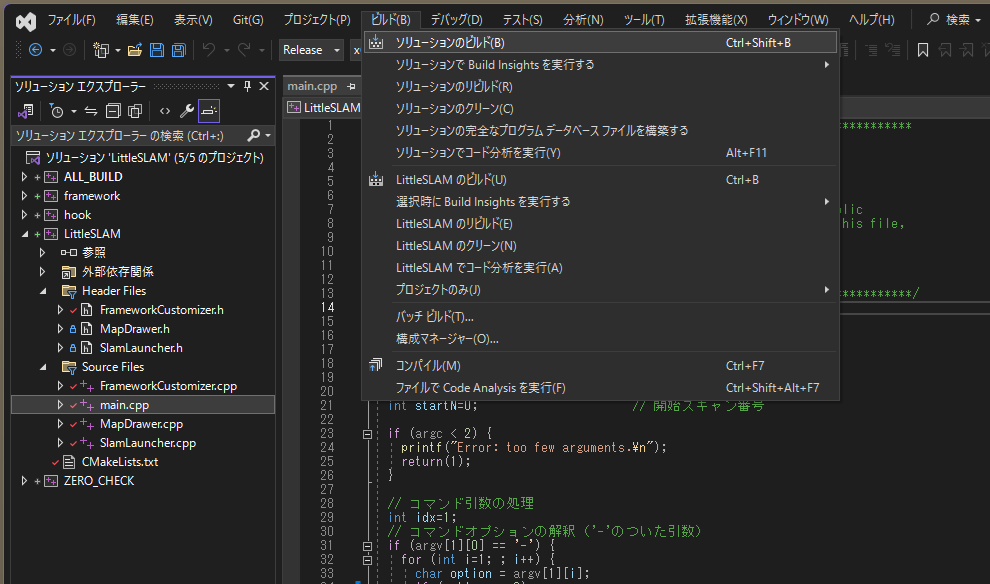 ファイル(F) 編集(E) 表示(V) Git(G) プロジェクト(P) ビルド(B) デバッグ(D) テスト(S) 分析(N) ツール(T) 拡張機能(X) ウィンドウ(W) ヘルプ(H) 検索
Release x
ソリューションのビルド(B) Ctrl+Shift+B
ソリューションで Build Insights を実行する
ソリューションのリビルド(R)
ソリューションのクリーン(C)
ソリューションの完全なプログラム データベース ファイルを構築する
ソリューションでコード分析を実行(Y) Alt+F11
LittleSLAM のビルド(U) Ctrl+B
選択時に Build Insights を実行する
LittleSLAM のリビルド(E)
LittleSLAM のクリーン(N)
LittleSLAM でコード分析を実行(A)
プロジェクトのみ(J)
バッチ ビルド(T)...
構成マネージャー(O)...
コンパイル(M) Ctrl+F7
ファイルで Code Analysis を実行(F) Ctrl+Shift+Alt+F7
ソリューション エクスプローラー
ソリューション エクスプローラー の検索 (Ctrl+:)
ソリューション 'LittleSLAM' (5/5 のプロジェクト)
ALL_BUILD
framework
hook
LittleSLAM
参照
外部依存関係
Header Files
FrameworkCustomizer.h
MapDrawer.h
SlamLauncher.h
Source Files
FrameworkCustomizer.cpp
main.cpp
MapDrawer.cpp
SlamLauncher.cpp
CMakeLists.txt
ZERO_CHECK
main.cpp
LittleSLAM
1 **********
2
3
4
5
6
7 lic
8 his file,
9
10
11
12
13 **********/
14
15
16
17
18
19
20
21 int startN=0; // 開始スキャン番号
22
23 if (argc < 2) {
24 printf("Error: too few arguments.¥n");
25 return(1);
26 }
27
28 // コマンド引数の処理
29 int idx=1;
30 // コマンドオプションの解釈 ('-'のついた引数)
31 if (argv[1][0] == '-') {
32 for (int i=1; ; i++) {
33 char option = argv[1][i];